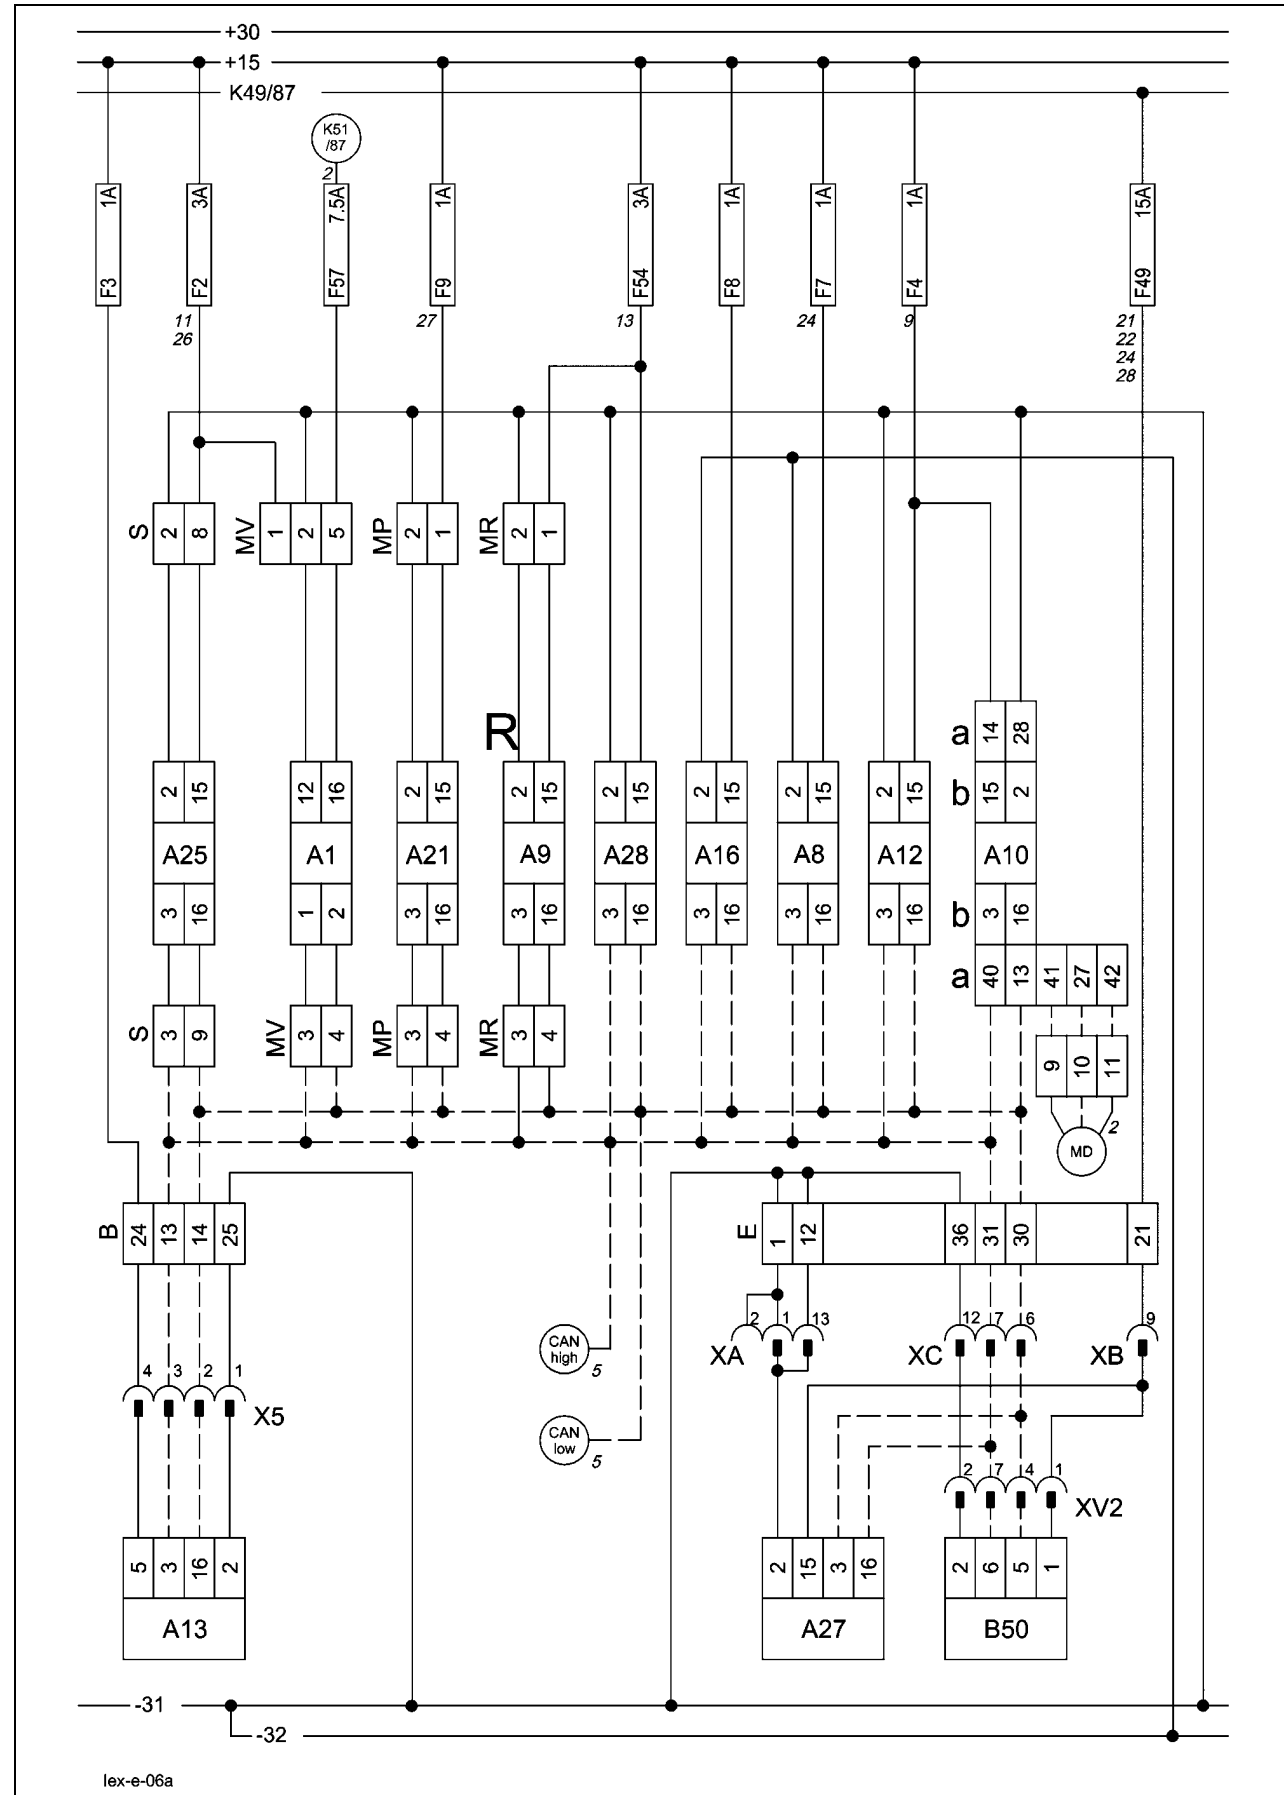 +30
+15
K49/87
K51
/87
2
1A
3A
7.5A
1A
3A
1A
1A
1A
15A
F3
F2
F57
F9
F54
F8
F7
F4
F49
11
26
27
13
24
9
21
22
24
28
S
2
8
MV
1
2
5
MP
2
1
MR
2
1
R
a
14
28
2
15
12
16
2
15
2
15
2
15
2
15
2
15
2
15
b
15
2
A25
A1
A21
A9
A28
A16
A8
A12
A10
3
16
1
2
3
16
3
16
3
16
3
16
3
16
3
16
b
3
16
a
40
13
41
27
42
S
3
9
MV
3
4
MP
3
4
MR
3
4
9
10
11
2
MD
B
24
13
14
25
E
1
12
36
31
30
21
2
1
13
12
7
6
9
XA
XC
XB
CAN
high
5
4
3
2
1
X5
CAN
low
5
2
7
4
1
XV2
5
3
16
2
2
15
3
16
2
6
5
1
A13
A27
B50
-31
-32
lex-e-06a